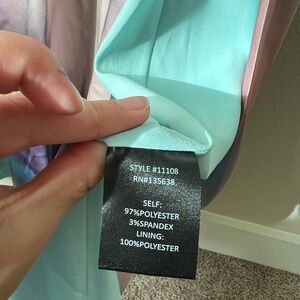 STYLE #11108
RN#135638
SELF:
97%POLYESTER
3%SPANDEX
LINING:
100%POLYESTER